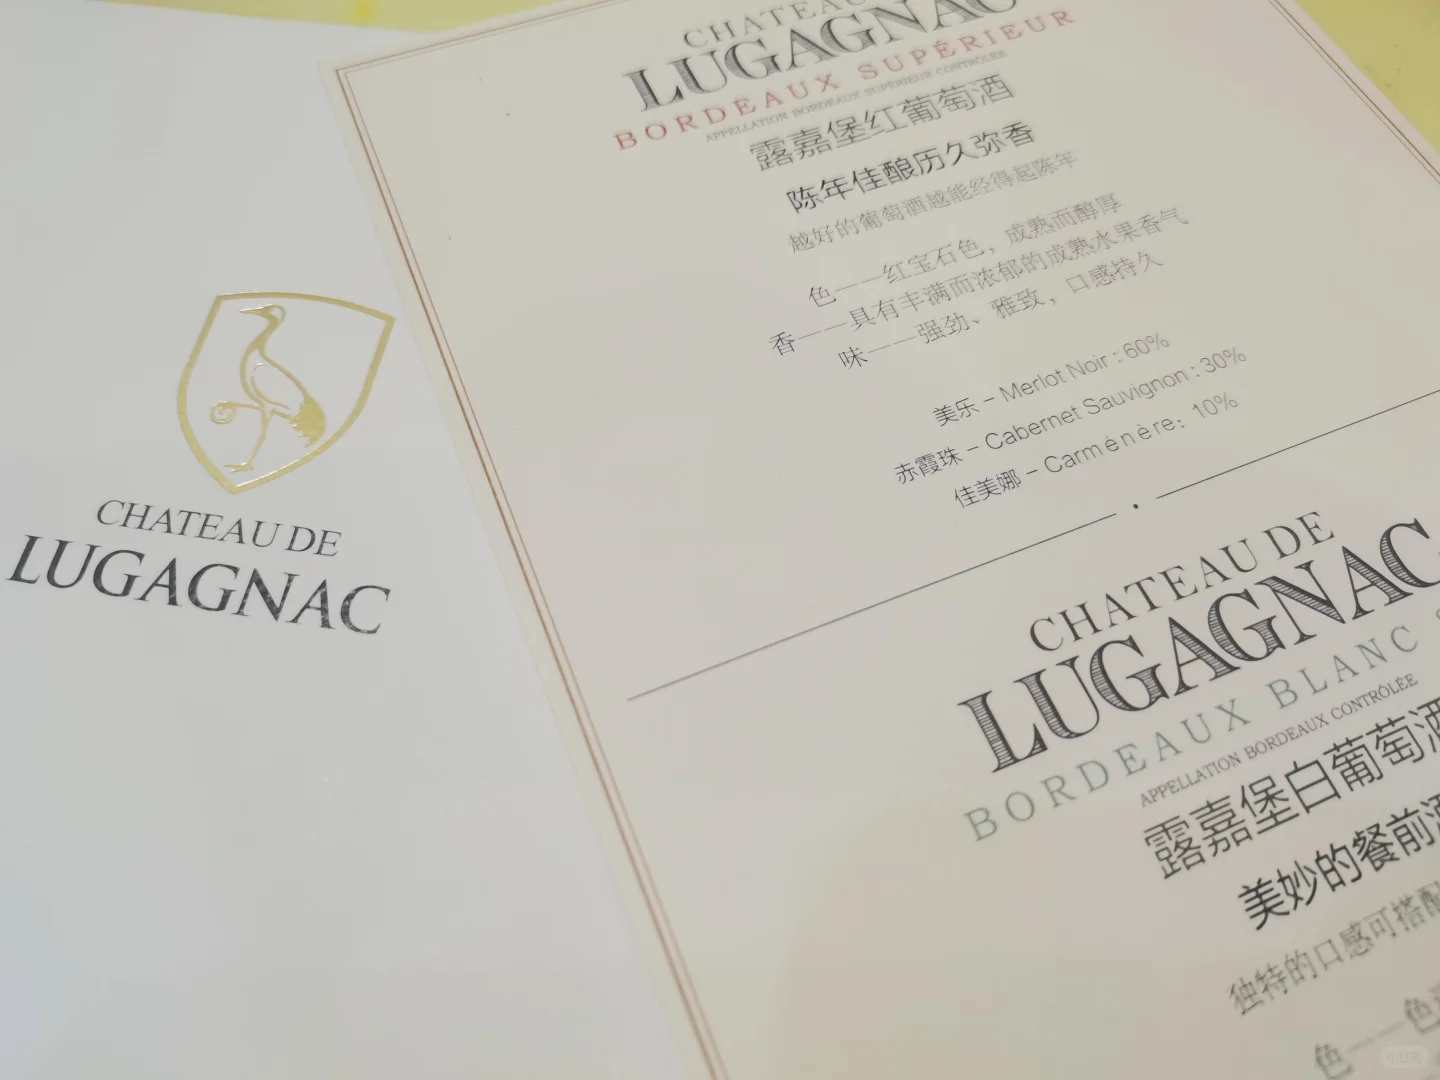 CHATEAU DE
LUGAGNAC
CHATEAU
LUGAGNAC
BORDEAUX SUPÉRIEUR
APPELLATION BORDEAUX SUPÉRIEUR CONTRÔLÉE
露嘉堡红葡萄酒
陈年佳酿历久弥香
越好的葡萄酒越能经得起陈年
色——红宝石色，成熟而醇厚
香——具有丰满而浓郁的成熟水果香气
味——强劲、雅致，口感持久
美乐 - Merlot Noir : 60%
赤霞珠 - Cabernet Sauvignon : 30%
佳美娜 - Carménère: 10%
CHATEAU DE
LUGAGNAC
BORDEAUX BLANC
APPELLATION BORDEAUX CONTRÔLÉE
露嘉堡白葡萄酒
美妙的餐前酒
独特的口感可搭配
色——色